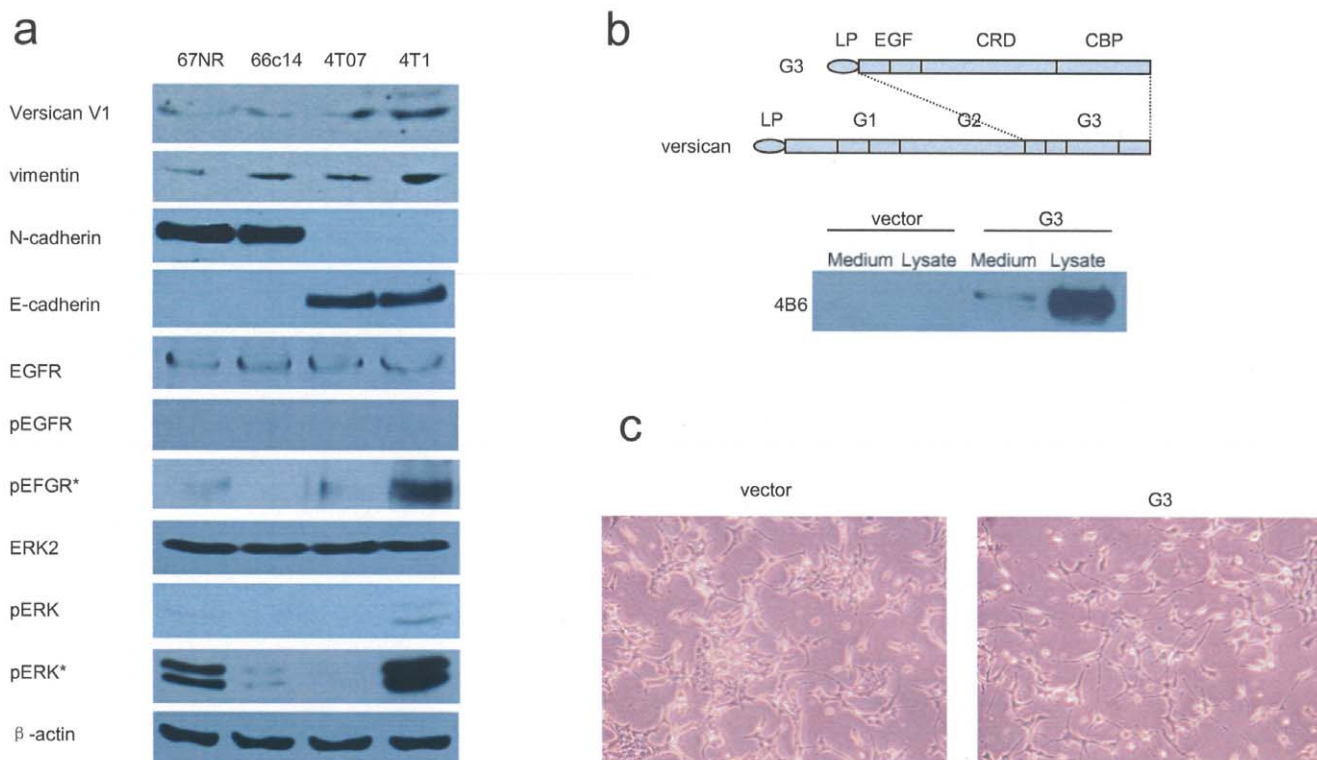 a
67NR 66c14 4T07 4T1
Versican V1
vimentin
N-cadherin
E-cadherin
EGFR
pEGFR
pEFGR*
ERK2
pERK
pERK*
β-actin
b
LP EGF CRD CBP
G3
LP G1 G2 G3
versican
vector G3
Medium Lysate Medium Lysate
4B6
c
vector G3